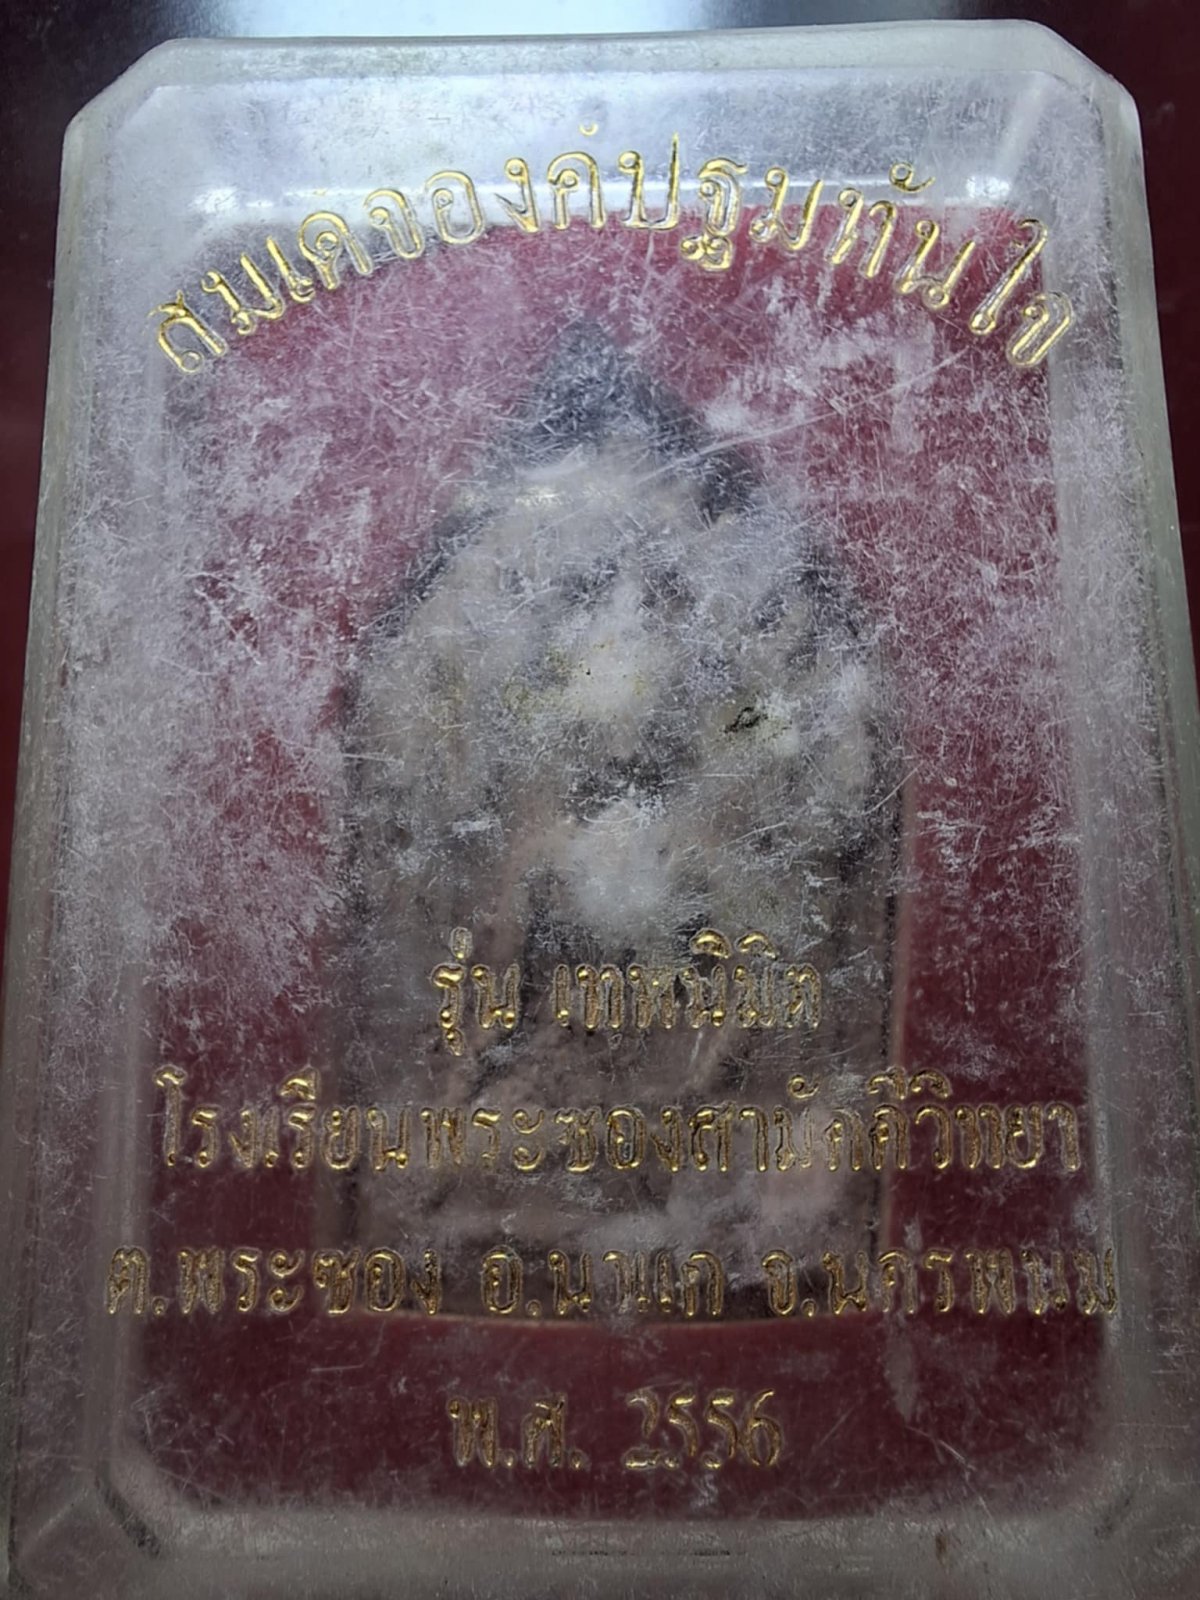 สมเด็จองค์ปฐมทันใจ
รุ่น เทพนิมิต
โรงเรียนพระซองสามัคคีวิทยา
ต.พระซอง อ.นาแก จ.นครพนม
พ.ศ. 2556